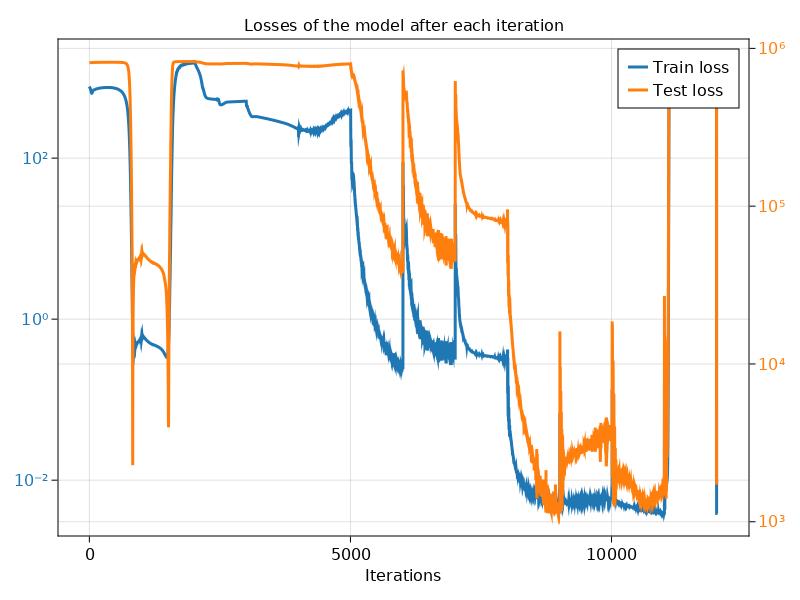 Losses of the model after each iteration
Train loss
Test loss
10²
10⁰
10⁻²
10⁶
10⁵
10⁴
10³
0
5000
10000
Iterations